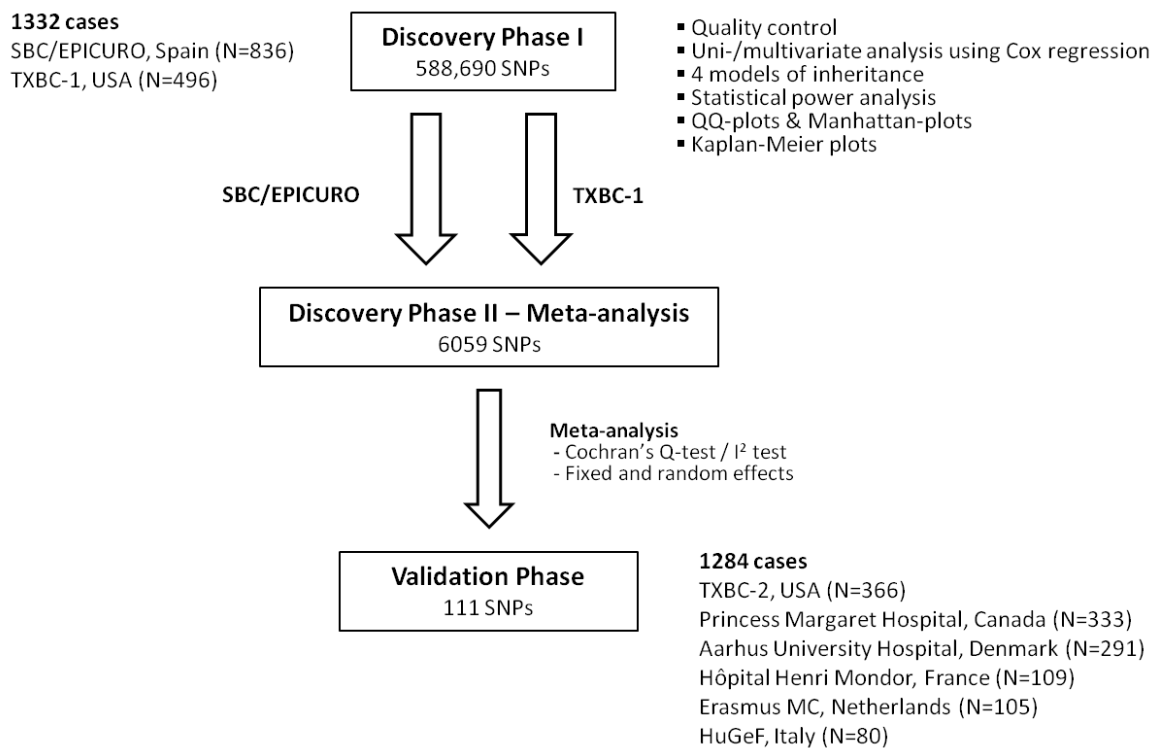 1332 cases
SBC/EPICURO, Spain (N=836)
TXBC-1, USA (N=496)
Discovery Phase I
588,690 SNPs
▪ Quality control
▪ Uni-/multivariate analysis using Cox regression
▪ 4 models of inheritance
▪ Statistical power analysis
▪ QQ-plots & Manhattan-plots
▪ Kaplan-Meier plots
SBC/EPICURO
TXBC-1
Discovery Phase II – Meta-analysis
6059 SNPs
Meta-analysis
- Cochran's Q-test / I² test
- Fixed and random effects
Validation Phase
111 SNPs
1284 cases
TXBC-2, USA (N=366)
Princess Margaret Hospital, Canada (N=333)
Aarhus University Hospital, Denmark (N=291)
Hôpital Henri Mondor, France (N=109)
Erasmus MC, Netherlands (N=105)
HuGeF, Italy (N=80)